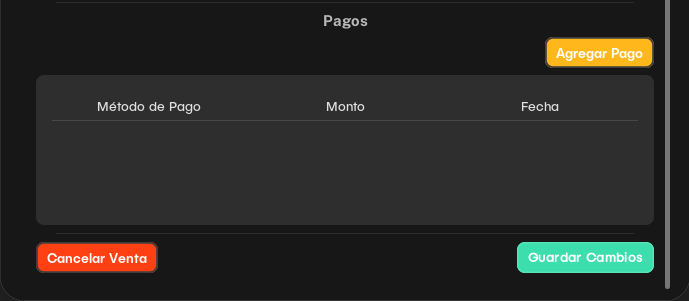 Pagos
Agregar Pago
Método de Pago Monto Fecha
Cancelar Venta Guardar Cambios